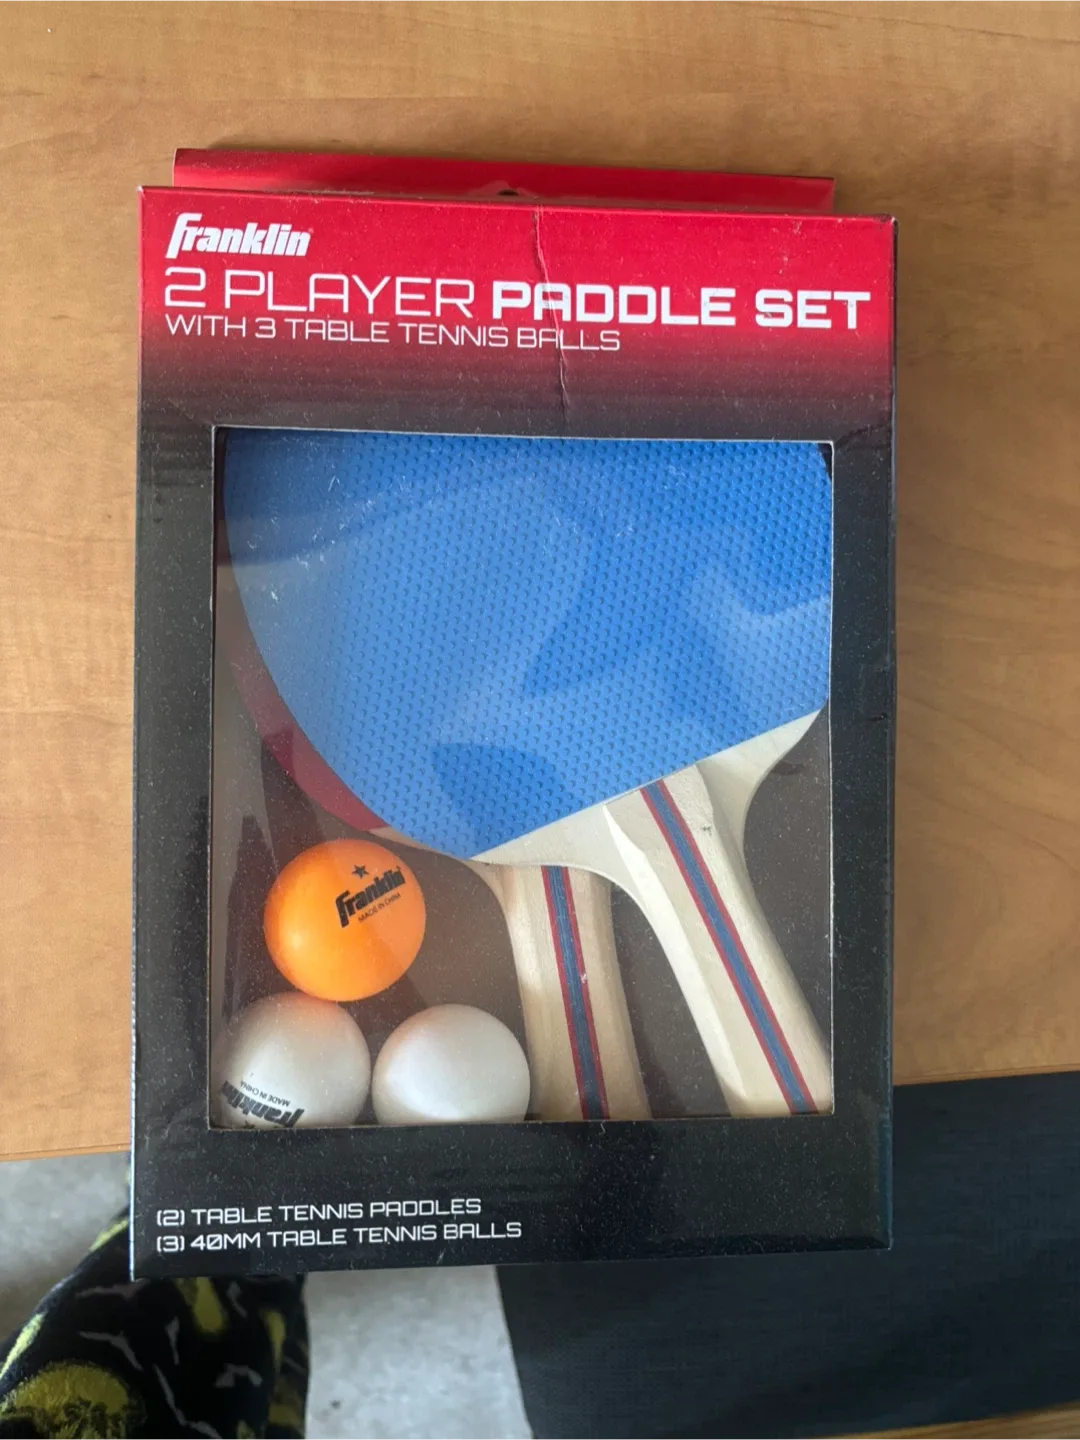 Franklin
2 PLAYER PADDLE SET
WITH 3 TABLE TENNIS BALLS
Franklin
MADE IN CHINA
MADE IN CHINA
Franklin
(2) TABLE TENNIS PADDLES
(3) 40MM TABLE TENNIS BALLS